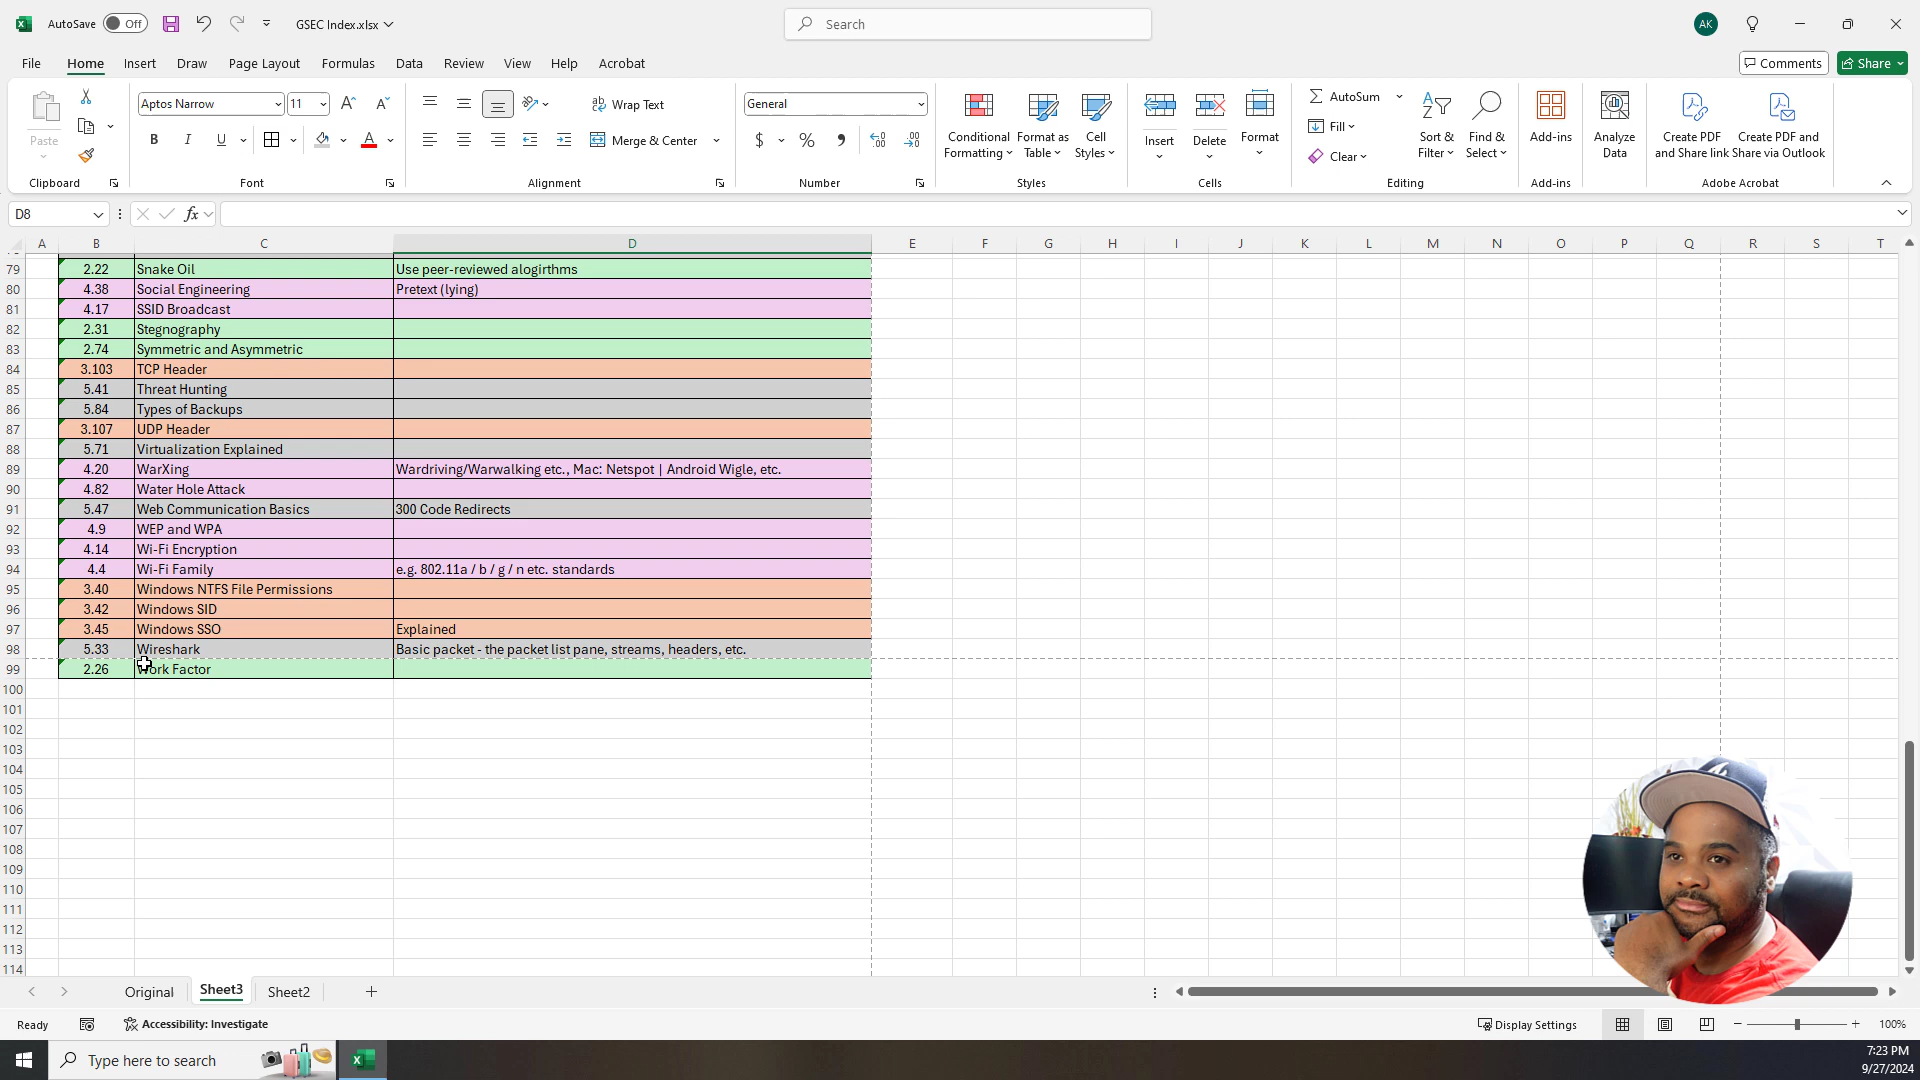 AutoSave Off GSEC Index.xlsx Search AK
File Home Insert Draw Page Layout Formulas Data Review View Help Acrobat Comments Share
Paste Aptos Narrow 11 Wrap Text General Conditional Formatting Format as Table Cell Styles Insert Delete Format AutoSum Fill Clear Sort & Filter Find & Select Add-ins Analyze Data Create PDF and Share link Create PDF and Share via Outlook
B I U A Merge & Center $ % 9
Clipboard Font Alignment Number Styles Cells Editing Add-ins Adobe Acrobat
D8 fx
A B C D E F G H I J K L M N O P Q R S T
79 2.22 Snake Oil Use peer-reviewed alogirthms
80 4.38 Social Engineering Pretext (lying)
81 4.17 SSID Broadcast
82 2.31 Stegnography
83 2.74 Symmetric and Asymmetric
84 3.103 TCP Header
85 5.41 Threat Hunting
86 5.84 Types of Backups
87 3.107 UDP Header
88 5.71 Virtualization Explained
89 4.20 WarXing Wardriving/Warwalking etc., Mac: Netspot | Android Wigle, etc.
90 4.82 Water Hole Attack
91 5.47 Web Communication Basics 300 Code Redirects
92 4.9 WEP and WPA
93 4.14 Wi-Fi Encryption
94 4.4 Wi-Fi Family e.g. 802.11a / b / g / n etc. standards
95 3.40 Windows NTFS File Permissions
96 3.42 Windows SID
97 3.45 Windows SSO Explained
98 5.33 Wireshark Basic packet - the packet list pane, streams, headers, etc.
99 2.26 Work Factor
100
101
102
103
104
105
106
107
108
109
110
111
112
113
114
Original Sheet3 Sheet2
Ready Accessibility: Investigate Display Settings 100%
Type here to search 7:23 PM
9/27/2024